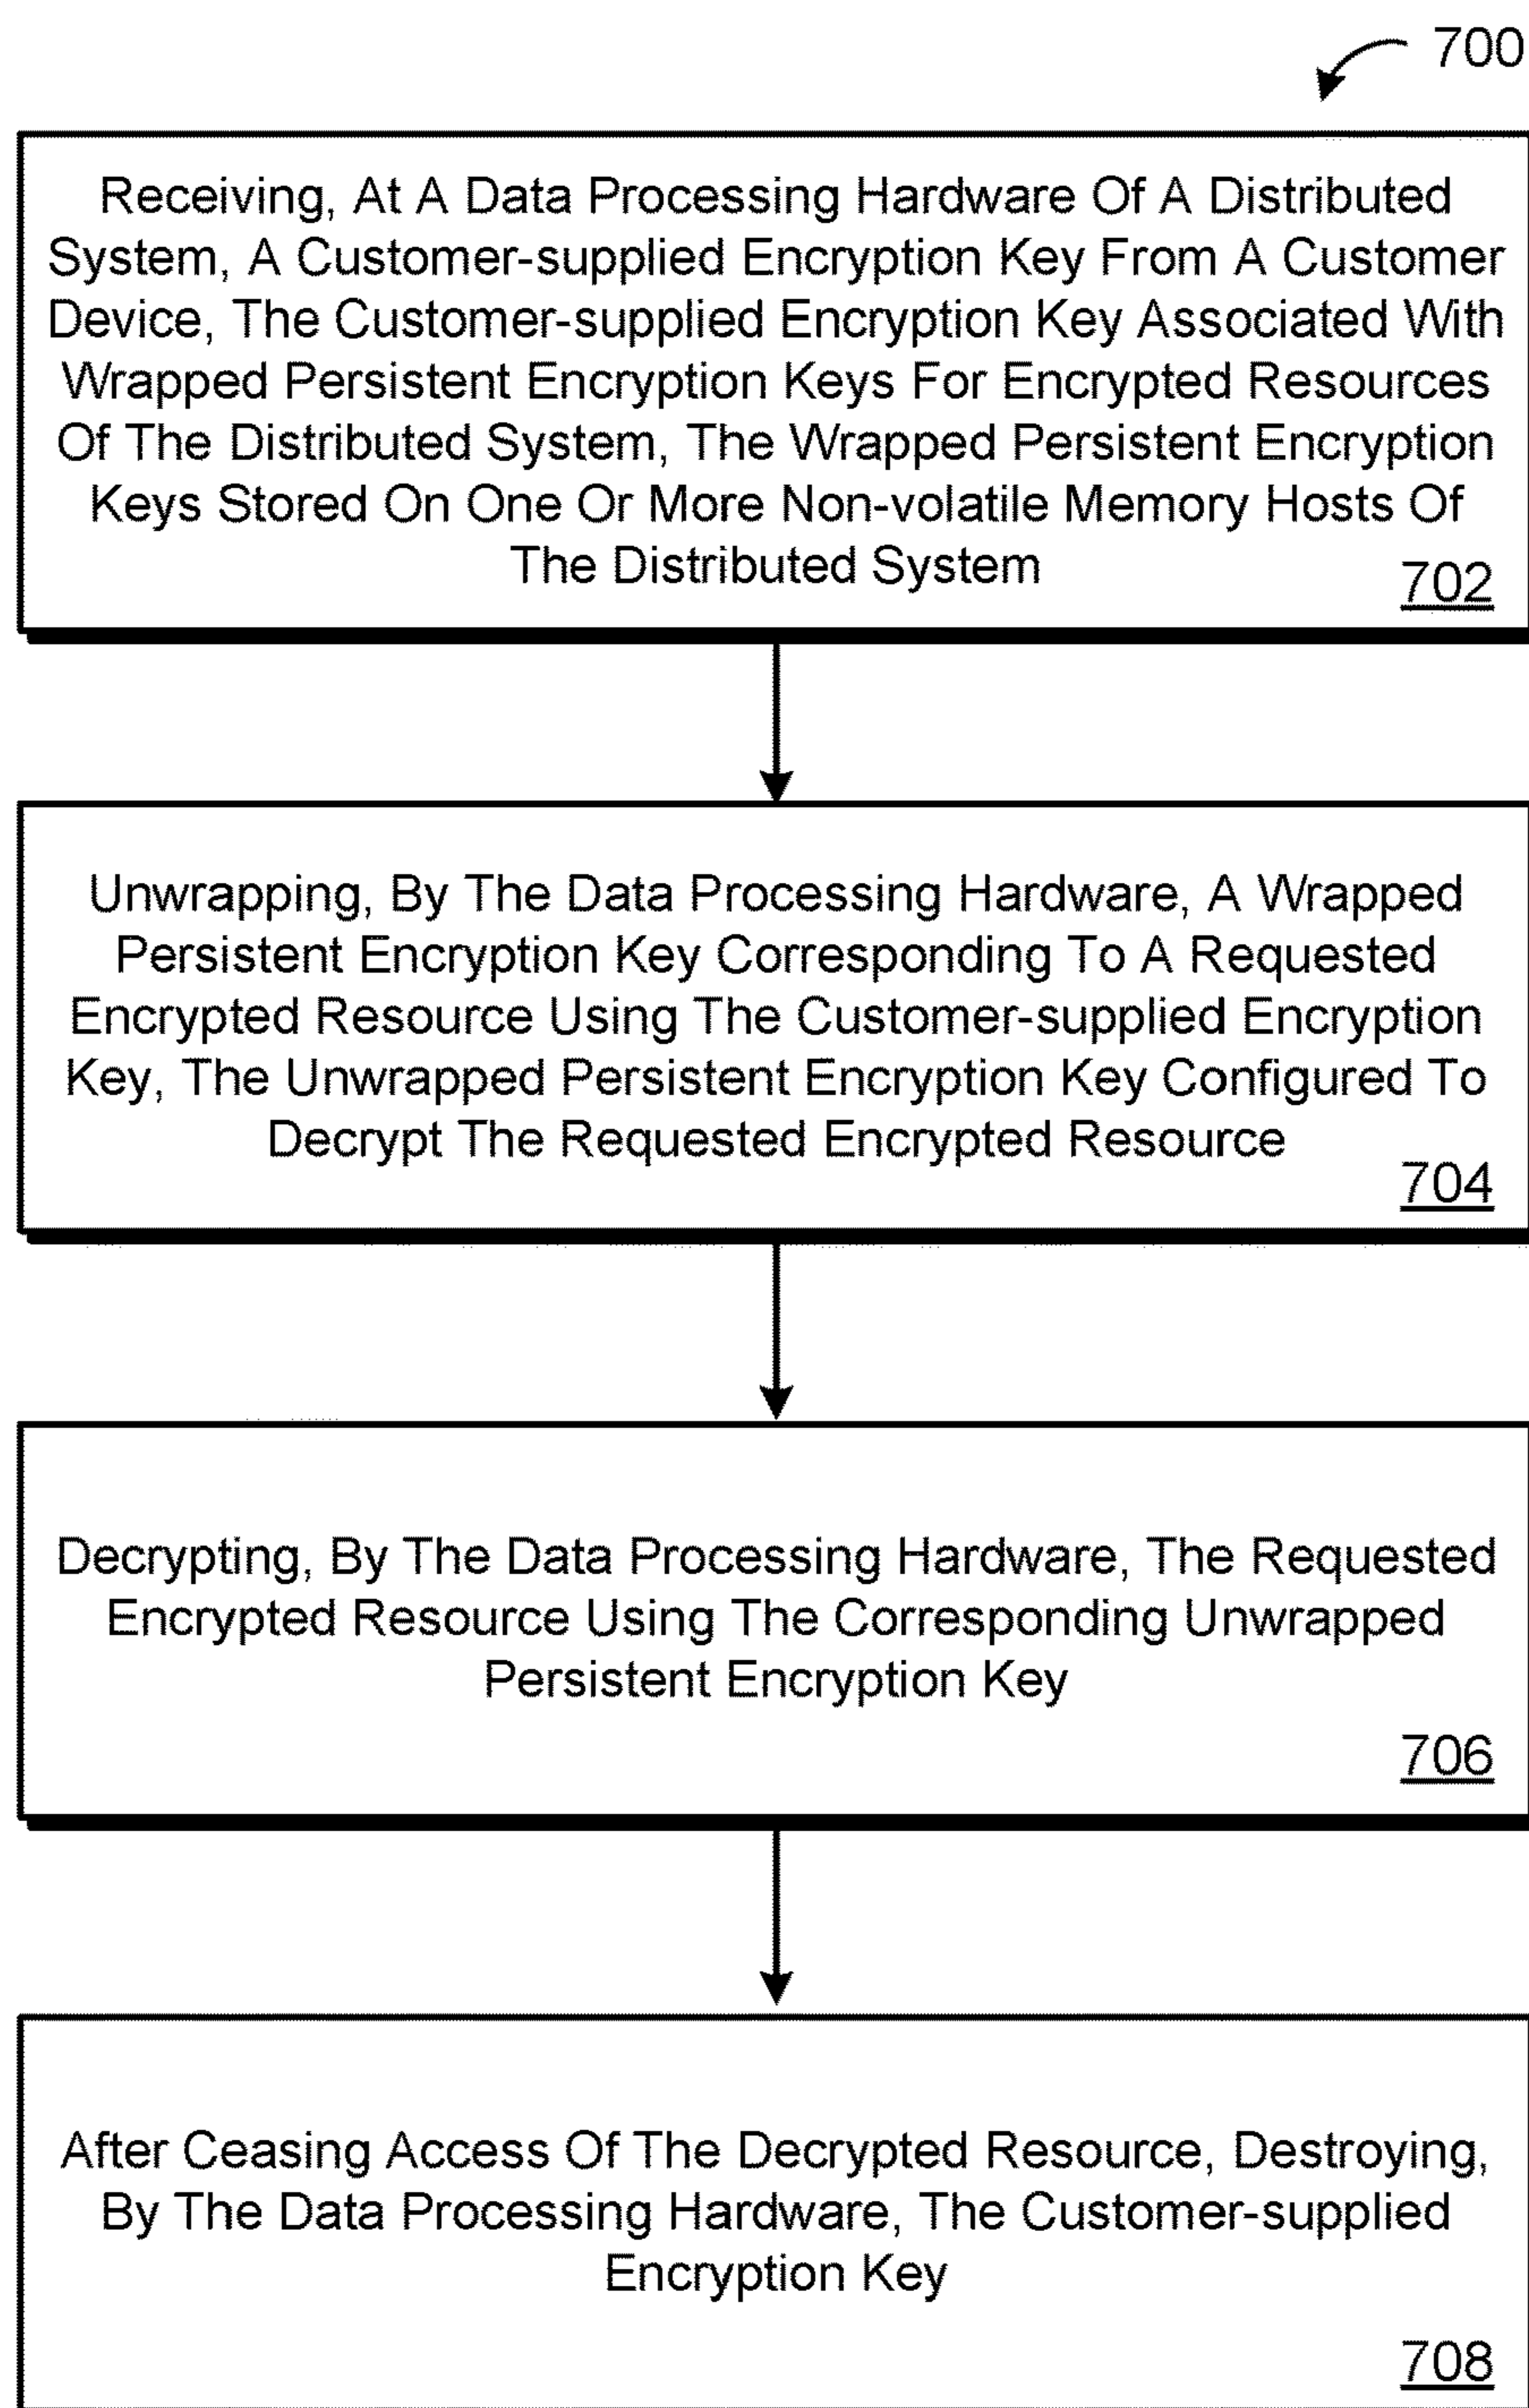 700
Receiving, At A Data Processing Hardware Of A Distributed
System, A Customer-supplied Encryption Key From A Customer
Device, The Customer-supplied Encryption Key Associated With
Wrapped Persistent Encryption Keys For Encrypted Resources
Of The Distributed System, The Wrapped Persistent Encryption
Keys Stored On One Or More Non-volatile Memory Hosts Of
The Distributed System
702
Unwrapping, By The Data Processing Hardware, A Wrapped
Persistent Encryption Key Corresponding To A Requested
Encrypted Resource Using The Customer-supplied Encryption
Key, The Unwrapped Persistent Encryption Key Configured To
Decrypt The Requested Encrypted Resource
704
Decrypting, By The Data Processing Hardware, The Requested
Encrypted Resource Using The Corresponding Unwrapped
Persistent Encryption Key
706
After Ceasing Access Of The Decrypted Resource, Destroying,
By The Data Processing Hardware, The Customer-supplied
Encryption Key
708